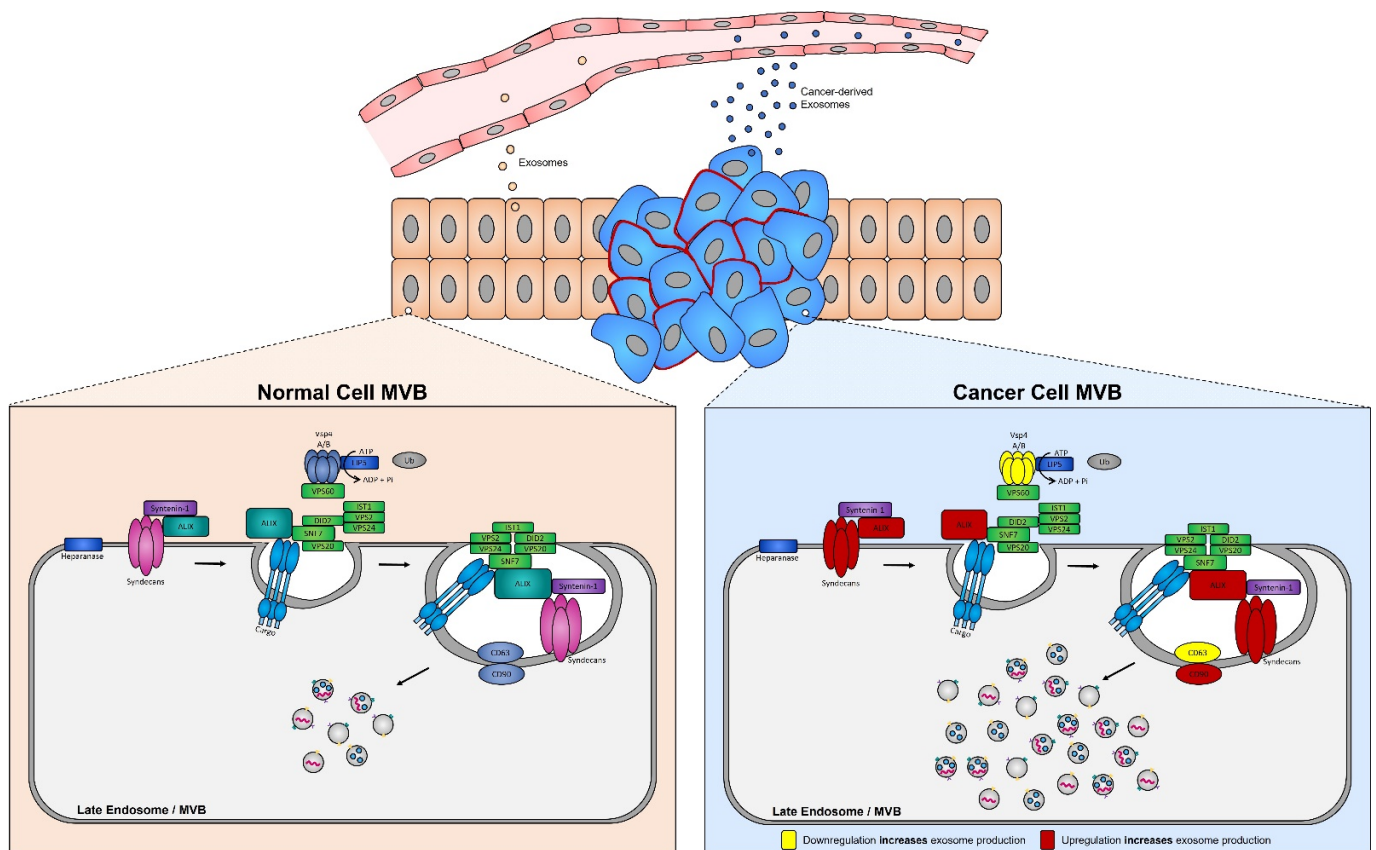 Cancer-derived
Exosomes
Exosomes
Normal Cell MVB
Vsp4
A/B
ATP
LIP5
ADP + Pi
Ub
VPS60
Syntenin-1
ALIX
ALIX
DID2
SNF7
VPS20
IST1
VPS2
VPS24
Heparanase
Syndecans
Cargo
IST1
VPS2
DID2
VPS24
VPS20
SNF7
ALIX
Syntenin-1
Syndecans
CD63
CD90
Late Endosome / MVB
Cancer Cell MVB
Vsp4
A/B
ATP
LIP5
ADP + Pi
Ub
VPS60
Syntenin-1
ALIX
ALIX
DID2
SNF7
VPS20
IST1
VPS2
VPS24
Heparanase
Syndecans
Cargo
IST1
VPS2
DID2
VPS24
VPS20
SNF7
ALIX
Syntenin-1
Syndecans
CD63
CD90
Late Endosome / MVB
Downregulation increases exosome production
Upregulation increases exosome production